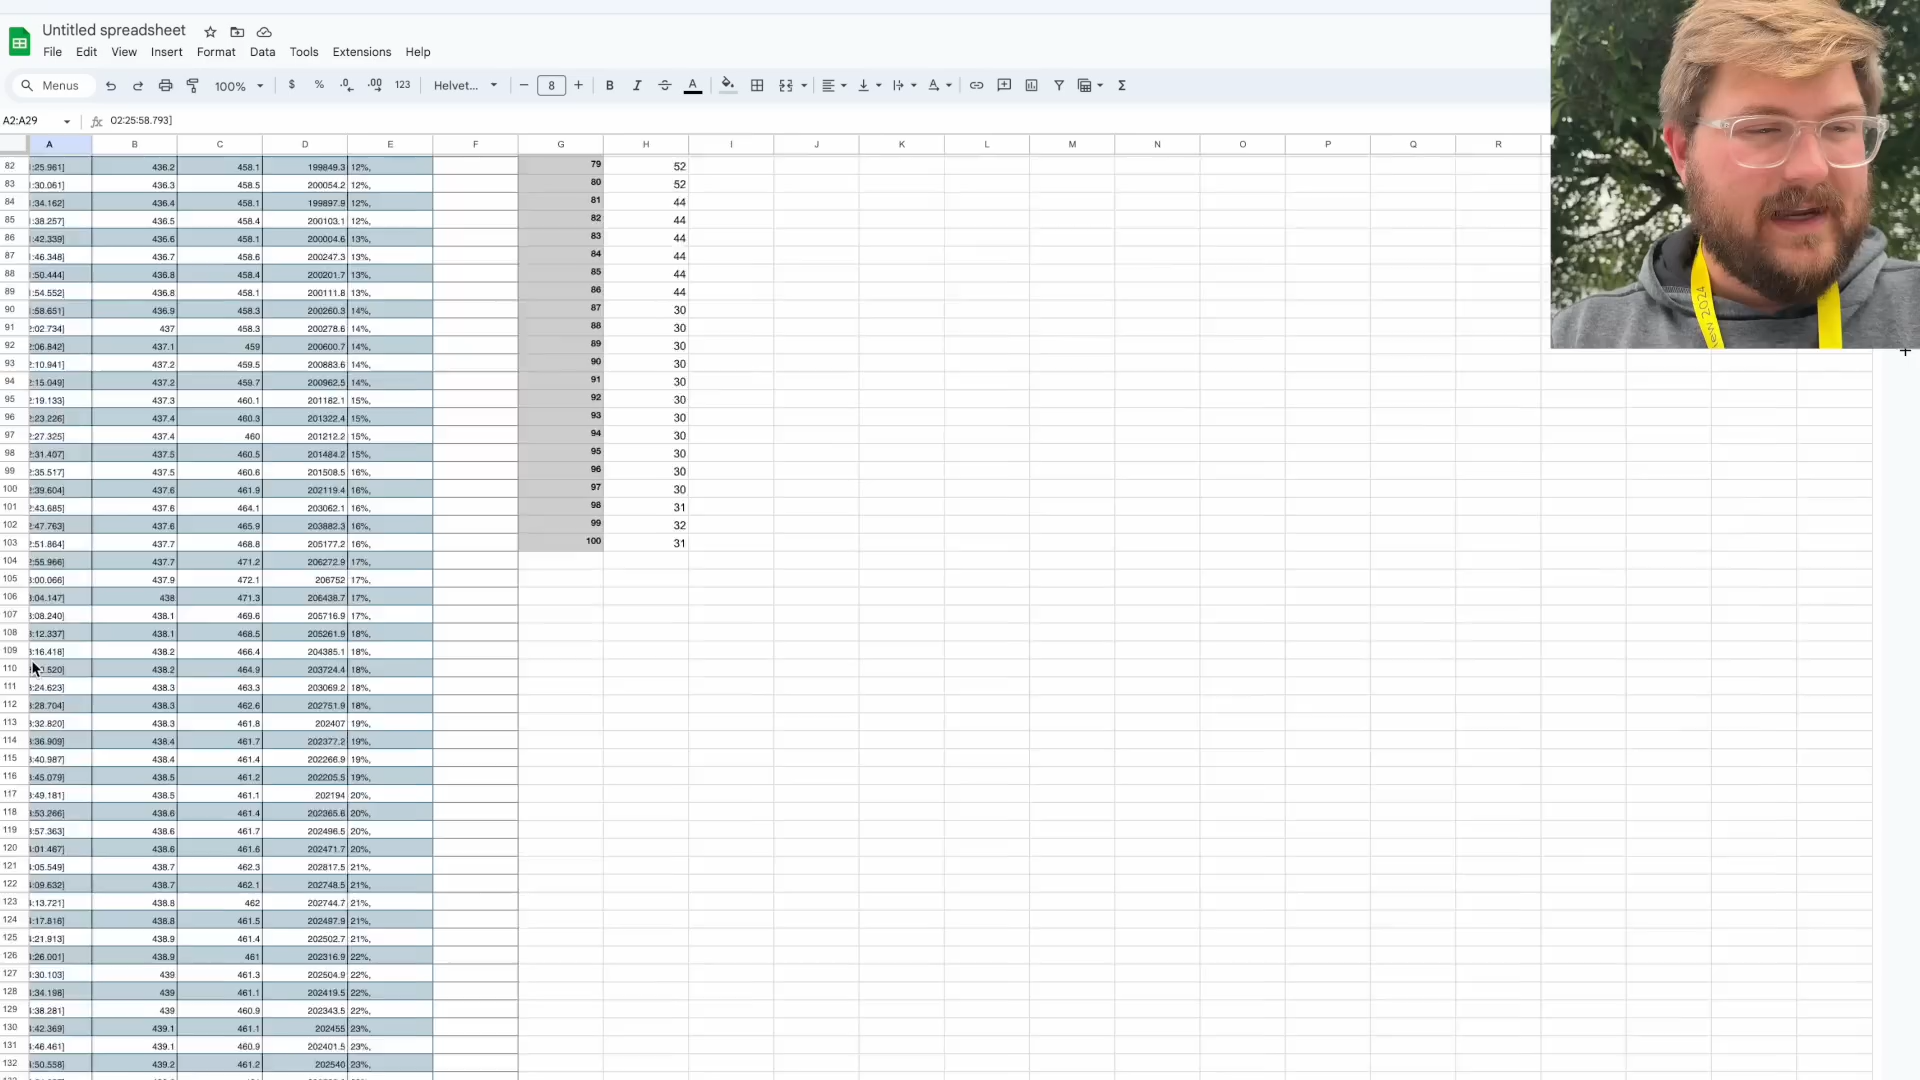 Untitled spreadsheet
File Edit View Insert Format Data Tools Extensions Help
Menus 100% $ % .0 .00 123 Helvet... 8 B I A Σ
A2:A29 fx 02:25:58.793]
A B C D E F G H I J K L M N O P Q R
82 :25.961] 436.2 458.1 199849.3 12%, 79 52
83 :30.061] 436.3 458.5 200054.2 12%, 80 52
84 :34.162] 436.4 458.1 199897.9 12%, 81 44
85 :38.257] 436.5 458.4 200103.1 12%, 82 44
86 :42.339] 436.6 458.1 200004.6 13%, 83 44
87 :46.348] 436.7 458.6 200247.3 13%, 84 44
88 :50.444] 436.8 458.4 200201.7 13%, 85 44
89 :54.552] 436.8 458.1 200111.8 13%, 86 44
90 :58.651] 436.9 458.3 200260.3 14%, 87 30
91 :02.734] 437 458.3 200278.6 14%, 88 30
92 :06.842] 437.1 459 200600.7 14%, 89 30
93 :10.941] 437.2 459.5 200883.6 14%, 90 30
94 :15.049] 437.2 459.7 200962.5 14%, 91 30
95 :19.133] 437.3 460.1 201182.1 15%, 92 30
96 :23.226] 437.4 460.3 201322.4 15%, 93 30
97 :27.325] 437.4 460 201212.2 15%, 94 30
98 :31.407] 437.5 460.5 201484.2 15%, 95 30
99 :35.517] 437.5 460.6 201508.5 16%, 96 30
100 :39.604] 437.6 461.9 202119.4 16%, 97 30
101 :43.685] 437.6 464.1 203062.1 16%, 98 31
102 :47.763] 437.6 465.9 203882.3 16%, 99 32
103 :51.864] 437.7 468.8 205177.2 16%, 100 31
104 :55.966] 437.7 471.2 206272.9 17%,
105 :00.066] 437.9 472.1 206752 17%,
106 :04.147] 438 471.3 206438.7 17%,
107 :08.240] 438.1 469.6 205716.9 17%,
108 :12.337] 438.1 468.5 205261.9 18%,
109 :16.418] 438.2 466.4 204385.1 18%,
110 .520] 438.2 464.9 203724.4 18%,
111 :24.623] 438.3 463.3 203069.2 18%,
112 :28.704] 438.3 462.6 202751.9 18%,
113 :32.820] 438.3 461.8 202407 19%,
114 :36.909] 438.4 461.7 202377.2 19%,
115 :40.987] 438.4 461.4 202266.9 19%,
116 :45.079] 438.5 461.2 202205.5 19%,
117 :49.181] 438.5 461.1 202194 20%,
118 :53.266] 438.6 461.4 202365.6 20%,
119 :57.363] 438.6 461.7 202496.5 20%,
120 :01.467] 438.6 461.6 202471.7 20%,
121 :05.549] 438.7 462.3 202817.5 21%,
122 :09.632] 438.7 462.1 202748.5 21%,
123 :13.721] 438.8 462 202744.7 21%,
124 :17.816] 438.8 461.5 202497.9 21%,
125 :21.913] 438.9 461.4 202502.7 21%,
126 :26.001] 438.9 461 202316.9 22%,
127 :30.103] 439 461.3 202504.9 22%,
128 :34.198] 439 461.1 202419.5 22%,
129 :38.281] 439 460.9 202343.5 22%,
130 :42.369] 439.1 461.1 202455 23%,
131 :46.461] 439.1 460.9 202401.5 23%,
132 :50.558] 439.2 461.2 202540 23%,
2024